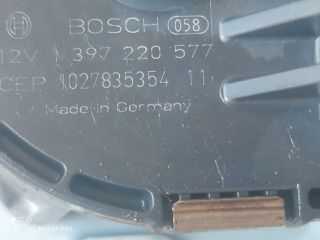 BOSCH 058
12V 1 397 220 577
CEP 1027835354 11
Made in Germany